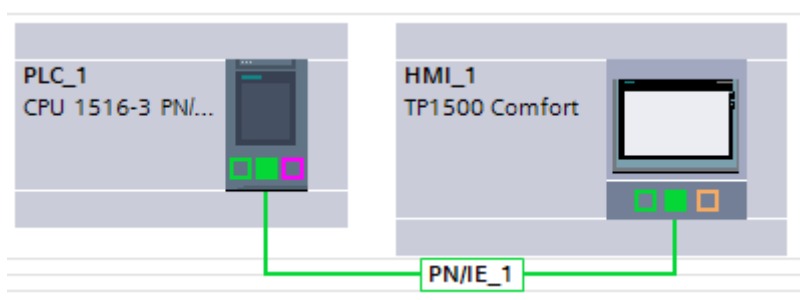 PLC_1
CPU 1516-3 PN/...
HMI_1
TP1500 Comfort
PN/IE_1